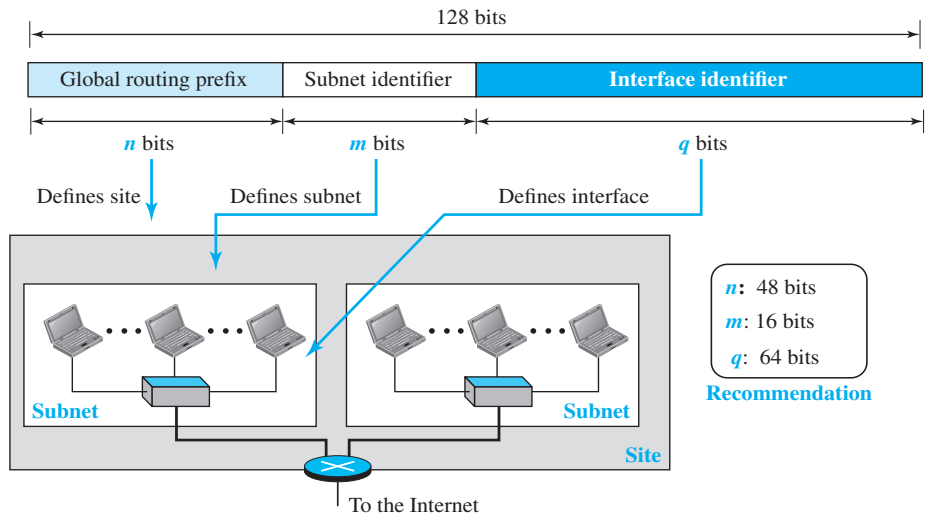 128 bits
Global routing prefix Subnet identifier Interface identifier
n bits m bits q bits
Defines site Defines subnet Defines interface
n: 48 bits
m: 16 bits
q: 64 bits
Recommendation
Subnet Subnet
Site
To the Internet